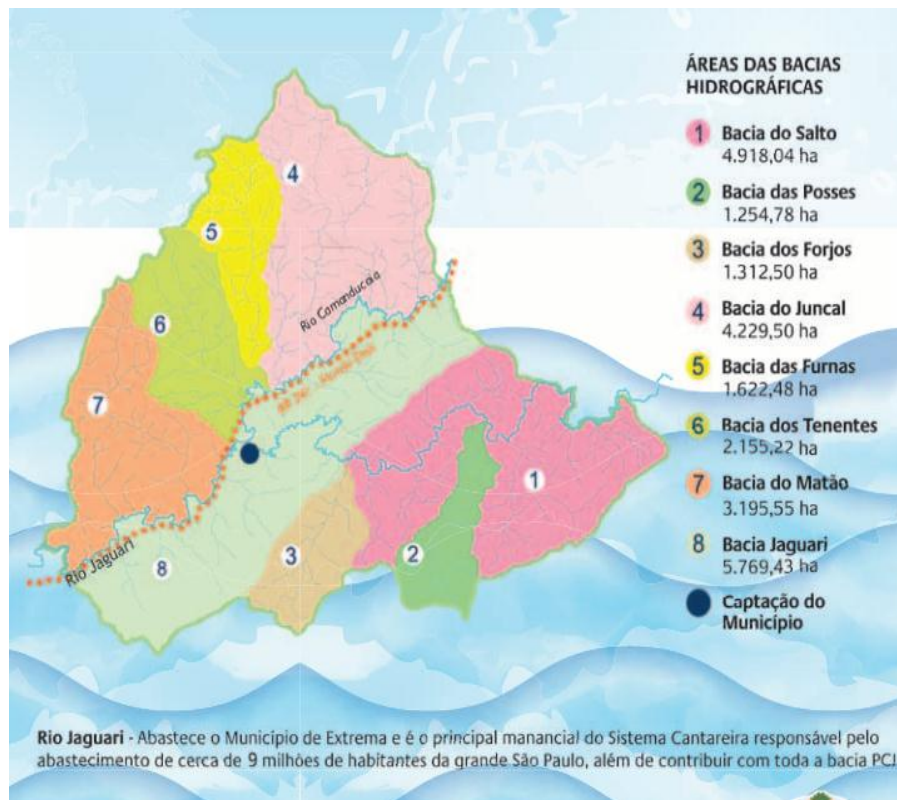 ÁREAS DAS BACIAS
HIDROGRÁFICAS
1 Bacia do Salto
4.918,04 ha
2 Bacia das Posses
1.254,78 ha
3 Bacia dos Forjos
1.312,50 ha
4 Bacia do Juncal
4.229,50 ha
5 Bacia das Furnas
1.622,48 ha
6 Bacia dos Tenentes
2.155,22 ha
7 Bacia do Matão
3.195,55 ha
8 Bacia Jaguari
5.769,43 ha
Captação do
Município
4
5
Rio Camanducaia
6
7
1
8
3
2
Rio Jaguari
Rio Jaguari - Abastece o Município de Extrema e é o principal manancial do Sistema Cantareira responsável pelo
abastecimento de cerca de 9 milhões de habitantes da grande São Paulo, além de contribuir com toda a bacia PCJ